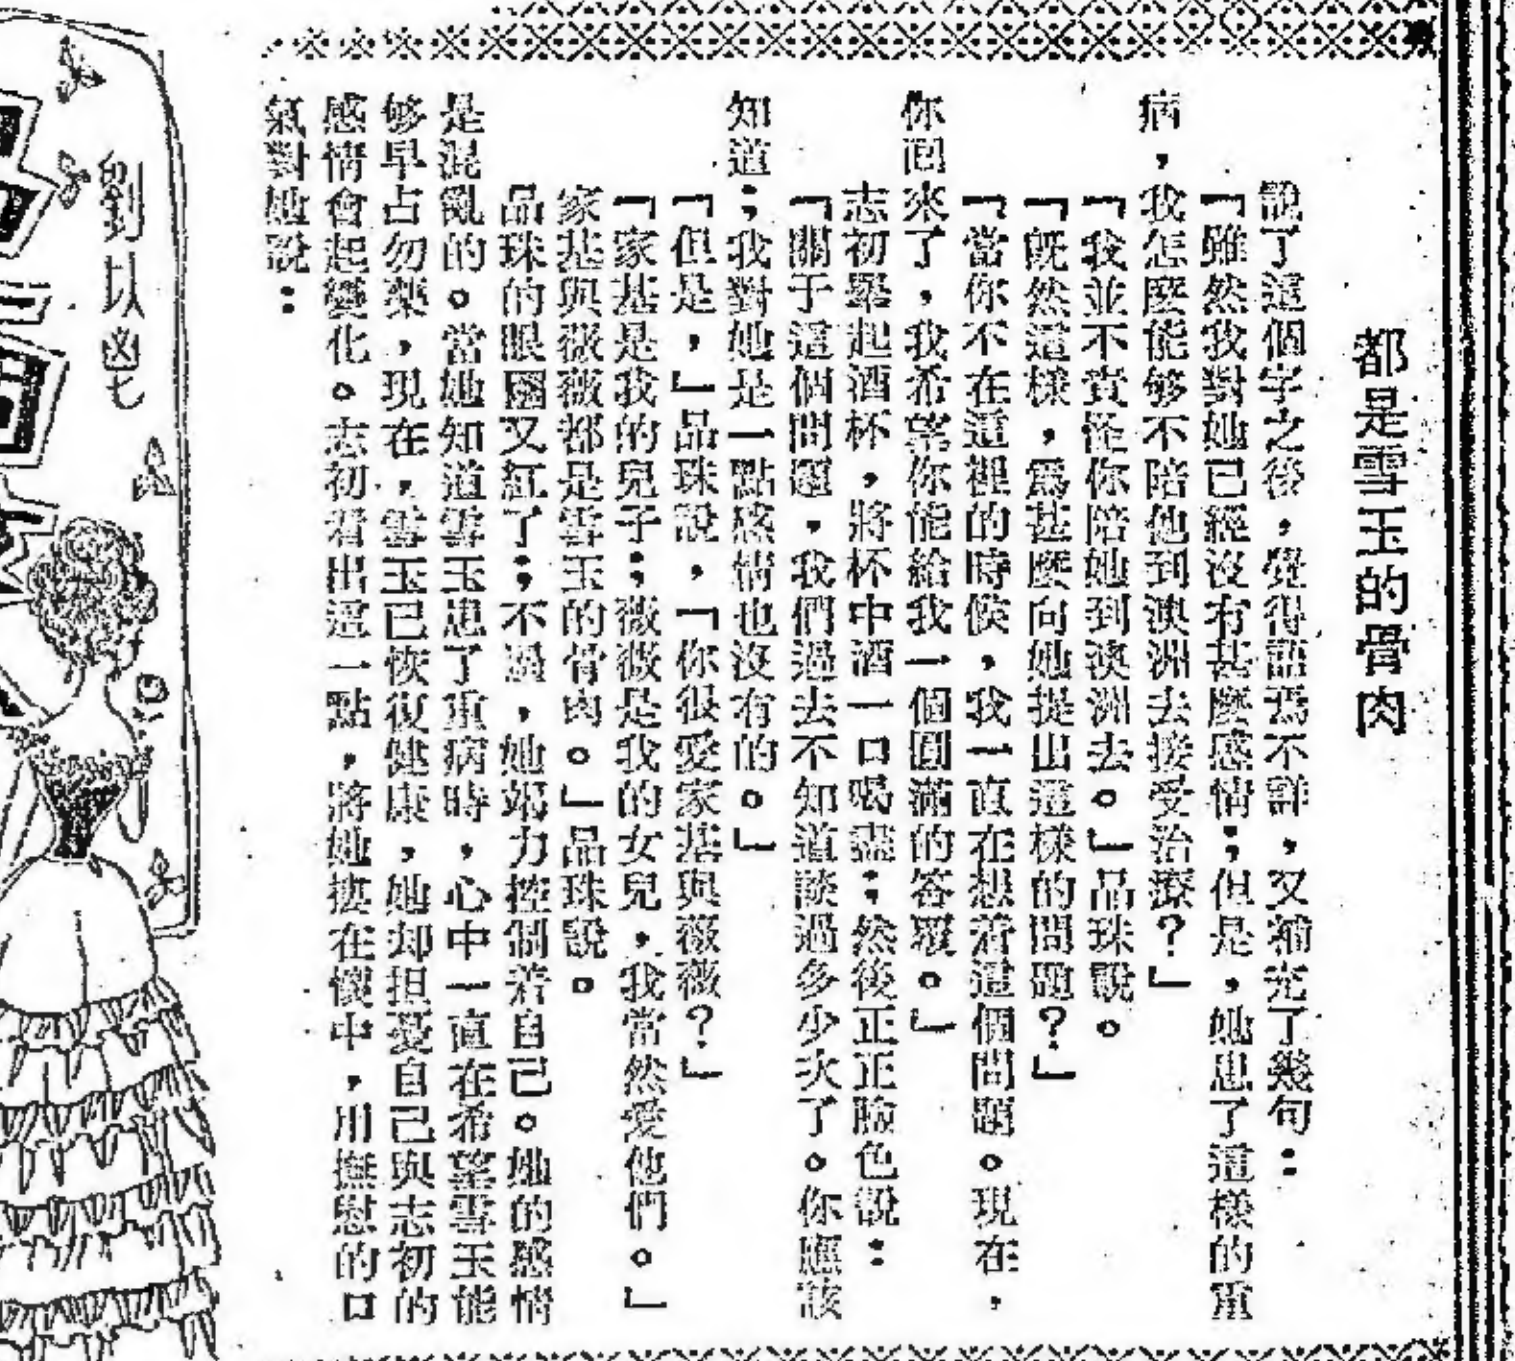 都是雪玉的骨肉
說了這個字之後，覺得語焉不詳，又補充了幾句：
「雖然我對她已經沒有甚麼感情；但是，她患了這樣的重
病，我怎麼能够不陪他到澳洲去接受治療？」
「我並不責怪你陪她到澳洲去。」品珠說。
「既然這樣，爲甚麼向她提出這樣的問題？」
「當你不在這裡的時候，我一直在想着這個問題。現在，
你囘來了，我希望你能給我一個圓滿的答覆。」
志初舉起酒杯，將杯中酒一口喝盡；然後正正臉色說：
「關于這個問題，我們過去不知道談過多少次了。你應該
知道；我對她是一點感情也沒有的。」
「但是，」品珠說，「你很愛家基與薇薇？」
「家基是我的兒子；薇薇是我的女兒，我當然愛他們。」
家基與薇薇都是雪玉的骨肉。」品珠說。
品珠的眼圈又紅了；不過，她竭力控制着自己。她的感情
是混亂的。當她知道雪玉患了重病時，心中一直在希望雪玉能
够早占勿藥，現在，雪玉已恢復健康，她却担憂自己與志初的
感情會起變化。志初看出這一點，將她摟在懷中，用撫慰的口
氣對她說：
劉以鬯